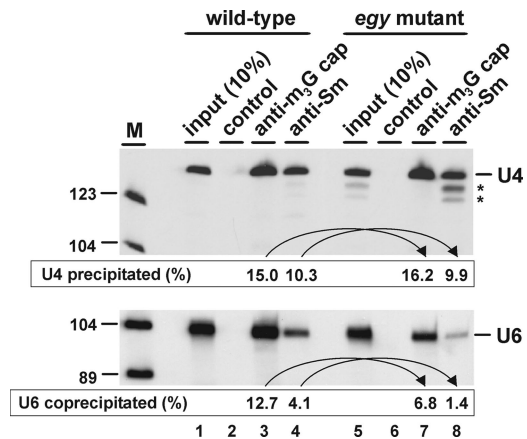 wild-type egy mutant
M input (10%) control anti-m₃G cap anti-Sm input (10%) control anti-m₃G cap anti-Sm
U4
123
*
*
104
U4 precipitated (%) 15.0 10.3 16.2 9.9
104
U6
89
U6 coprecipitated (%) 12.7 4.1 6.8 1.4
1 2 3 4 5 6 7 8